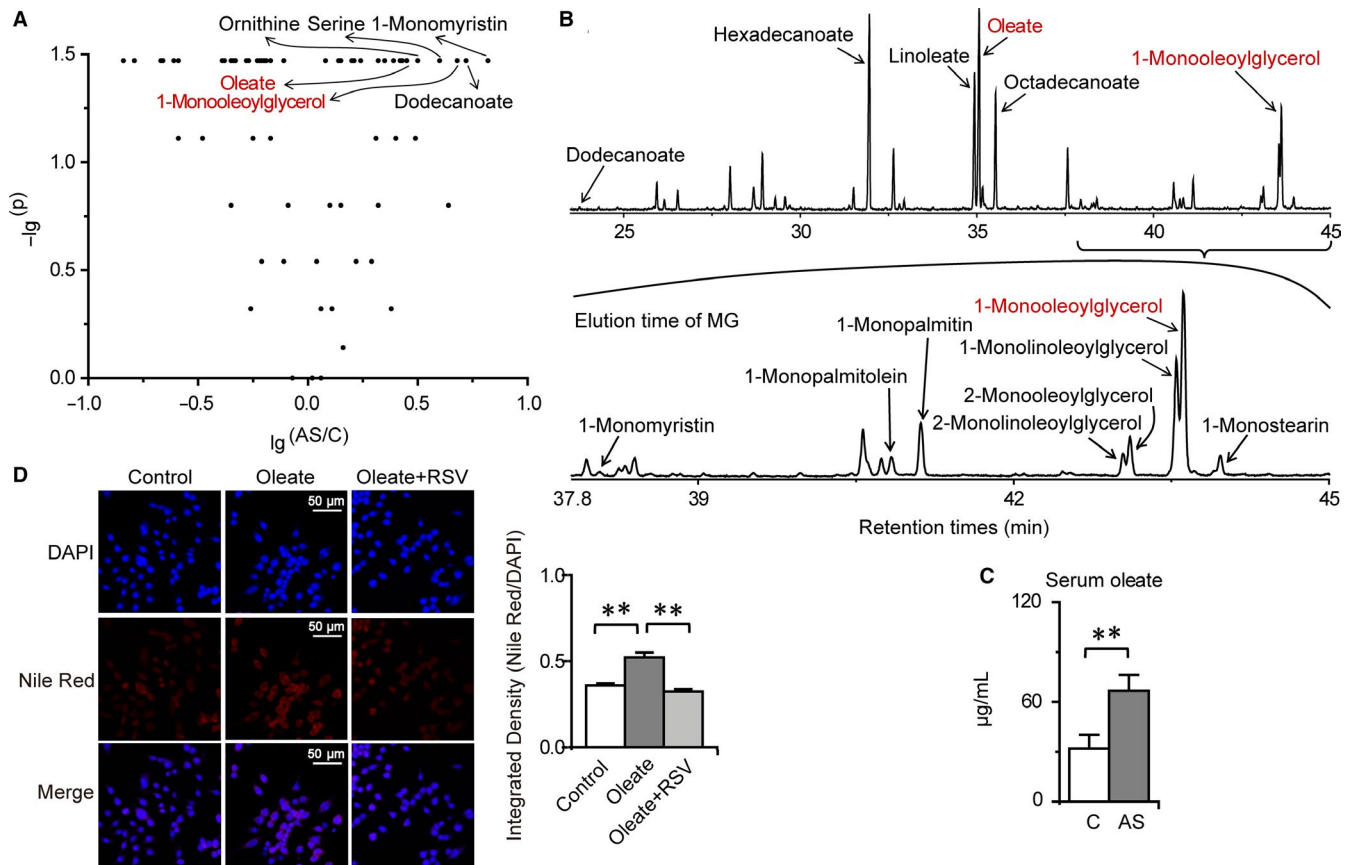 A
Ornithine Serine 1-Monomyristin
1.5
Oleate
1-Monooleoylglycerol
Dodecanoate
1.0
0.5
0.0
−lg(p)
−1.0 −0.5 0.0 0.5 1.0
lg(AS/C)
B
Hexadecanoate
Linoleate
Oleate
Octadecanoate
1-Monooleoylglycerol
Dodecanoate
25 30 35 40 45
Elution time of MG
1-Monooleoylglycerol
1-Monopalmitin
1-Monolinoleoylglycerol
1-Monopalmitolein
2-Monooleoylglycerol
2-Monolinoleoylglycerol
1-Monomyristin
1-Monostearin
37.8 39 42 45
Retention times (min)
D
Control Oleate Oleate+RSV
DAPI
50 µm
Nile Red
50 µm
Merge
50 µm
Integrated Density (Nile Red/DAPI)
1.0
** **
0.5
0.0
Control
Oleate
Oleate+RSV
C
Serum oleate
120
**
60
0
µg/mL
C AS